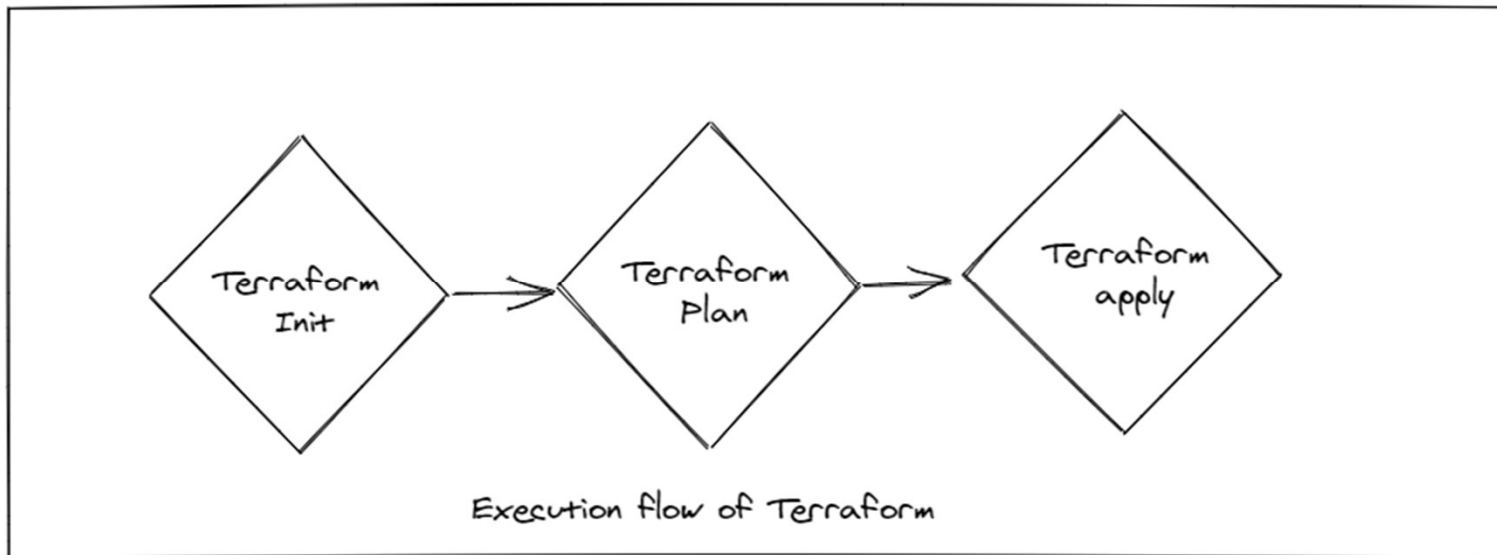 Terraform
Init
Terraform
Plan
Terraform
apply
Execution flow of Terraform